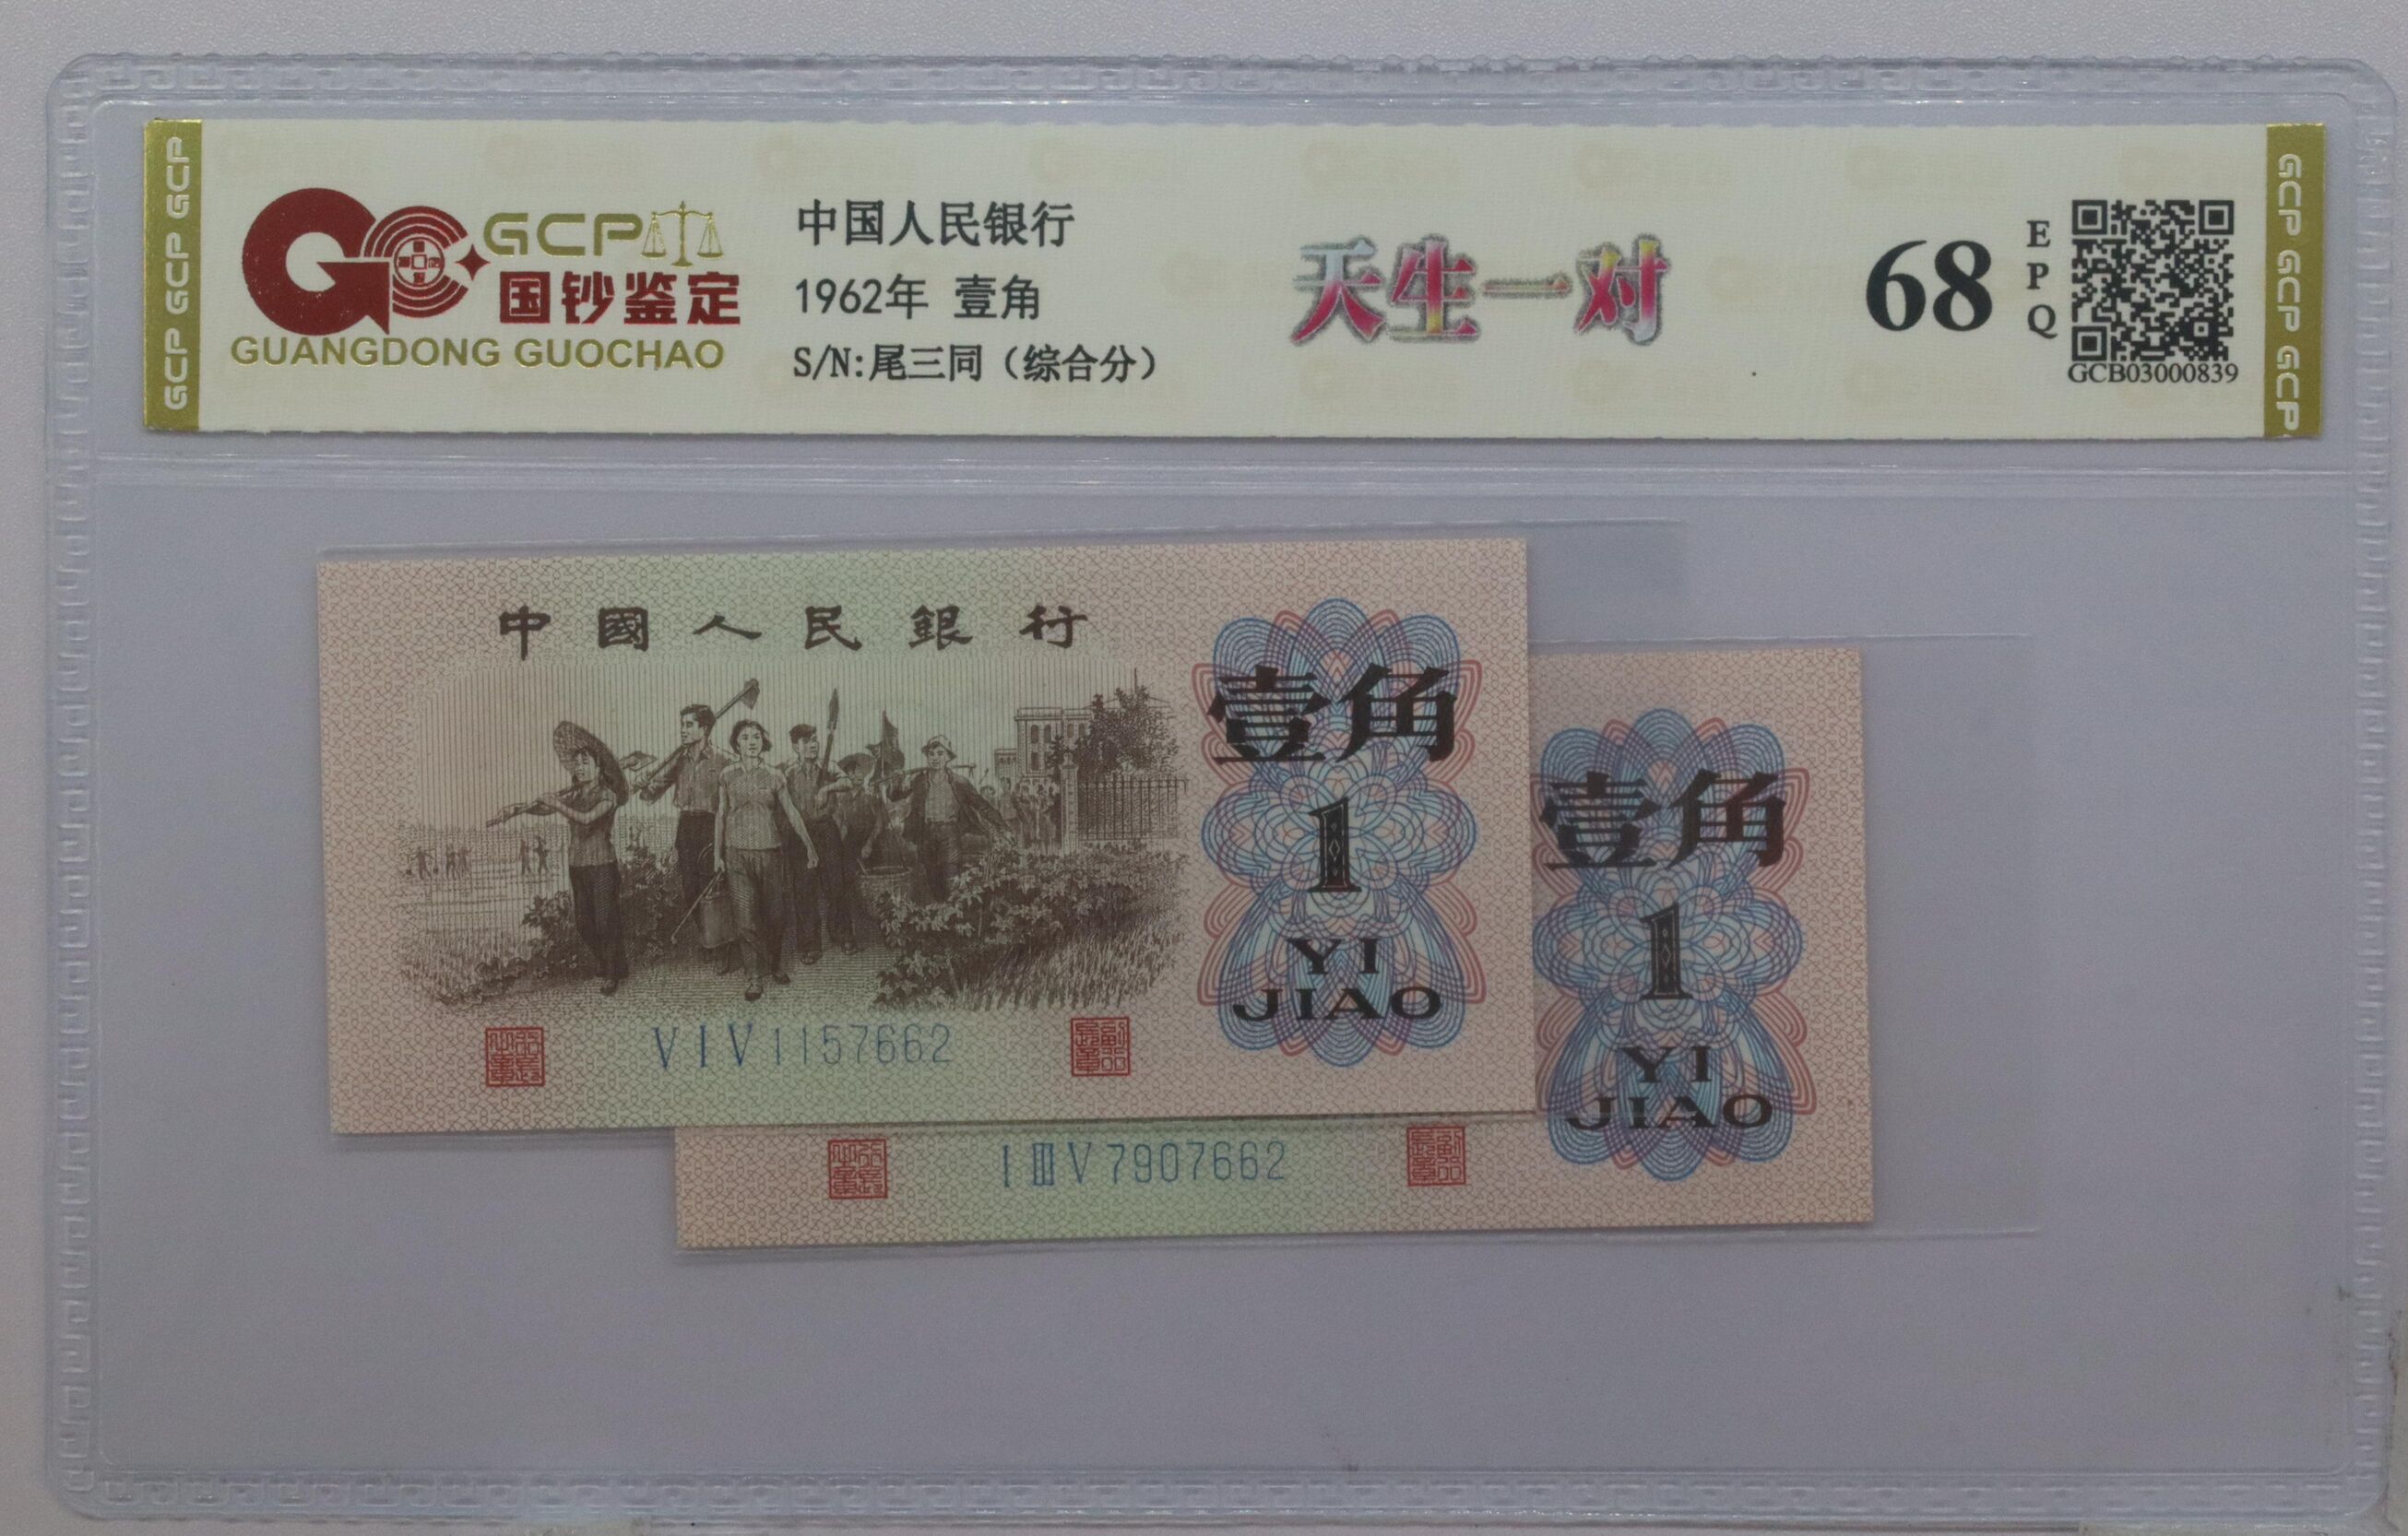 GCP GCP GCP
GCP
国钞鉴定
GUANGDONG GUOCHAO
中国人民银行
1962年 壹角
S/N:尾三同（综合分）
天生一对
68
EPQ
GCB03000839
GCP GCP GCP
中國人民銀行
壹角
1
YI
JIAO
VIV1157662
壹角
1
YI
JIAO
IⅢV7907662